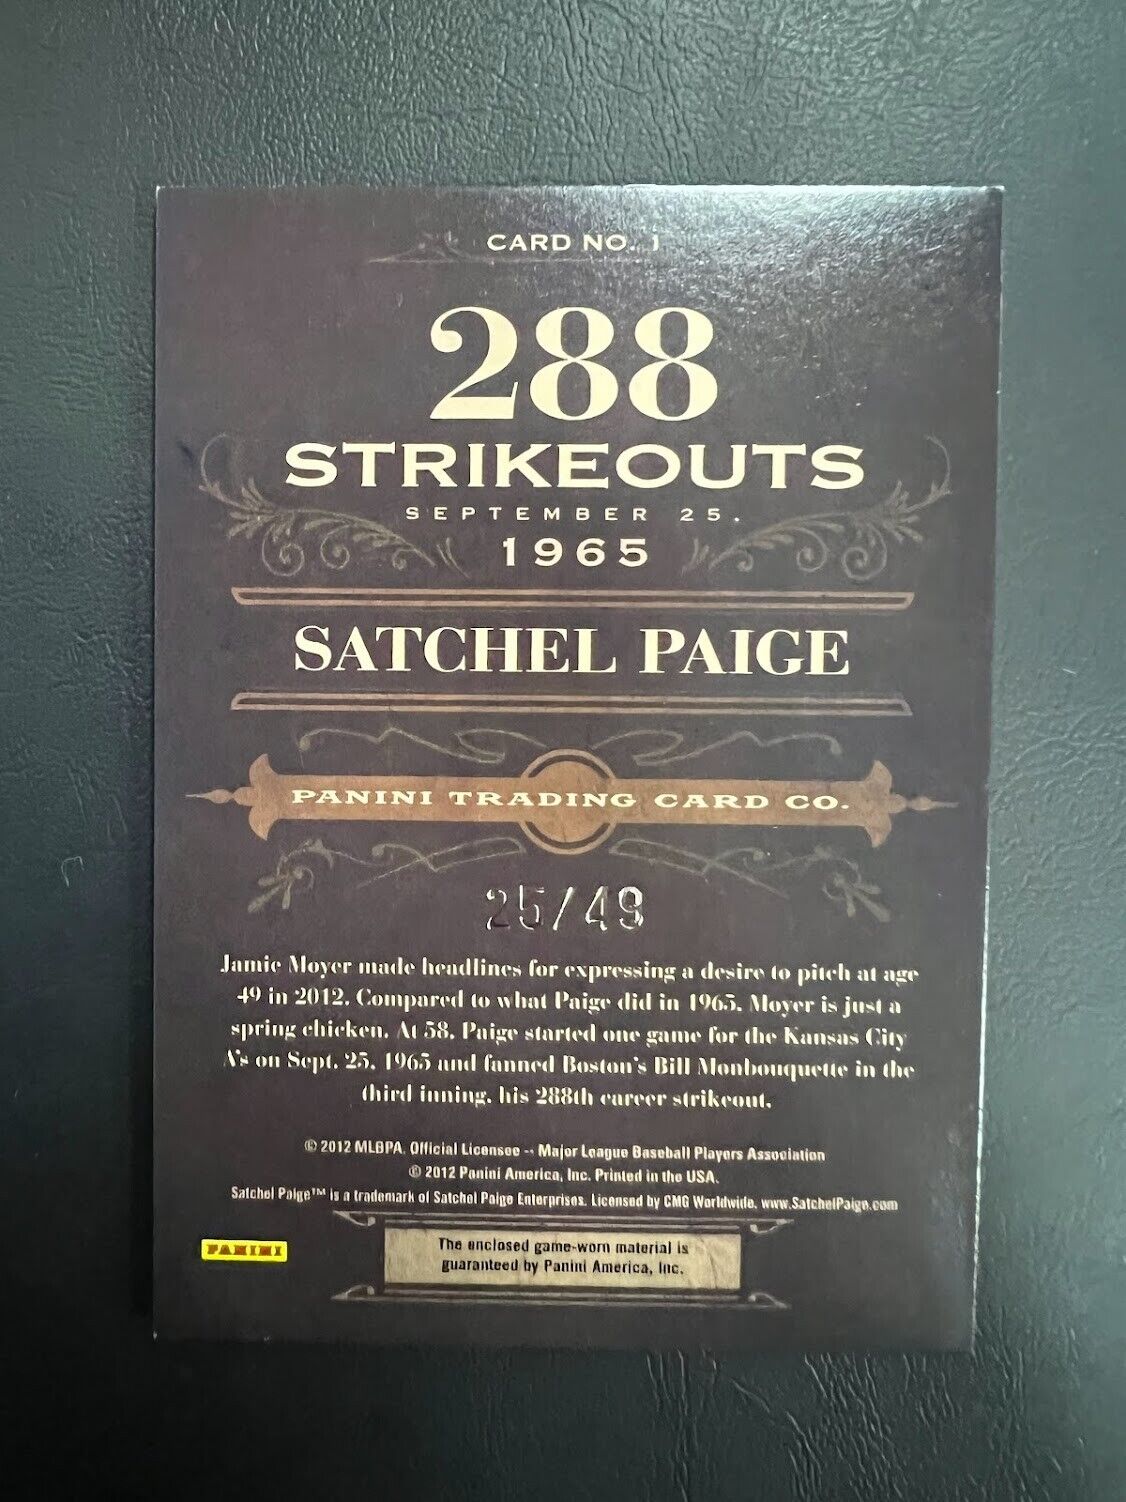 CARD NO. 1
288
STRIKEOUTS
SEPTEMBER 25,
1965
SATCHEL PAIGE
PANINI TRADING CARD CO.
25/49
Jamie Moyer made headlines for expressing a desire to pitch at age
49 in 2012. Compared to what Paige did in 1965, Moyer is just a
spring chicken. At 58, Paige started one game for the Kansas City
A's on Sept. 25, 1965 and fanned Boston's Bill Monbouquette in the
third inning, his 288th career strikeout.
© 2012 MLBPA. Official Licensee -- Major League Baseball Players Association
© 2012 Panini America, Inc. Printed in the USA.
Satchel Paige™ is a trademark of Satchel Paige Enterprises. Licensed by CMG Worldwide, www.SatchelPaige.com
PANINI
The enclosed game-worn material is
guaranteed by Panini America, Inc.